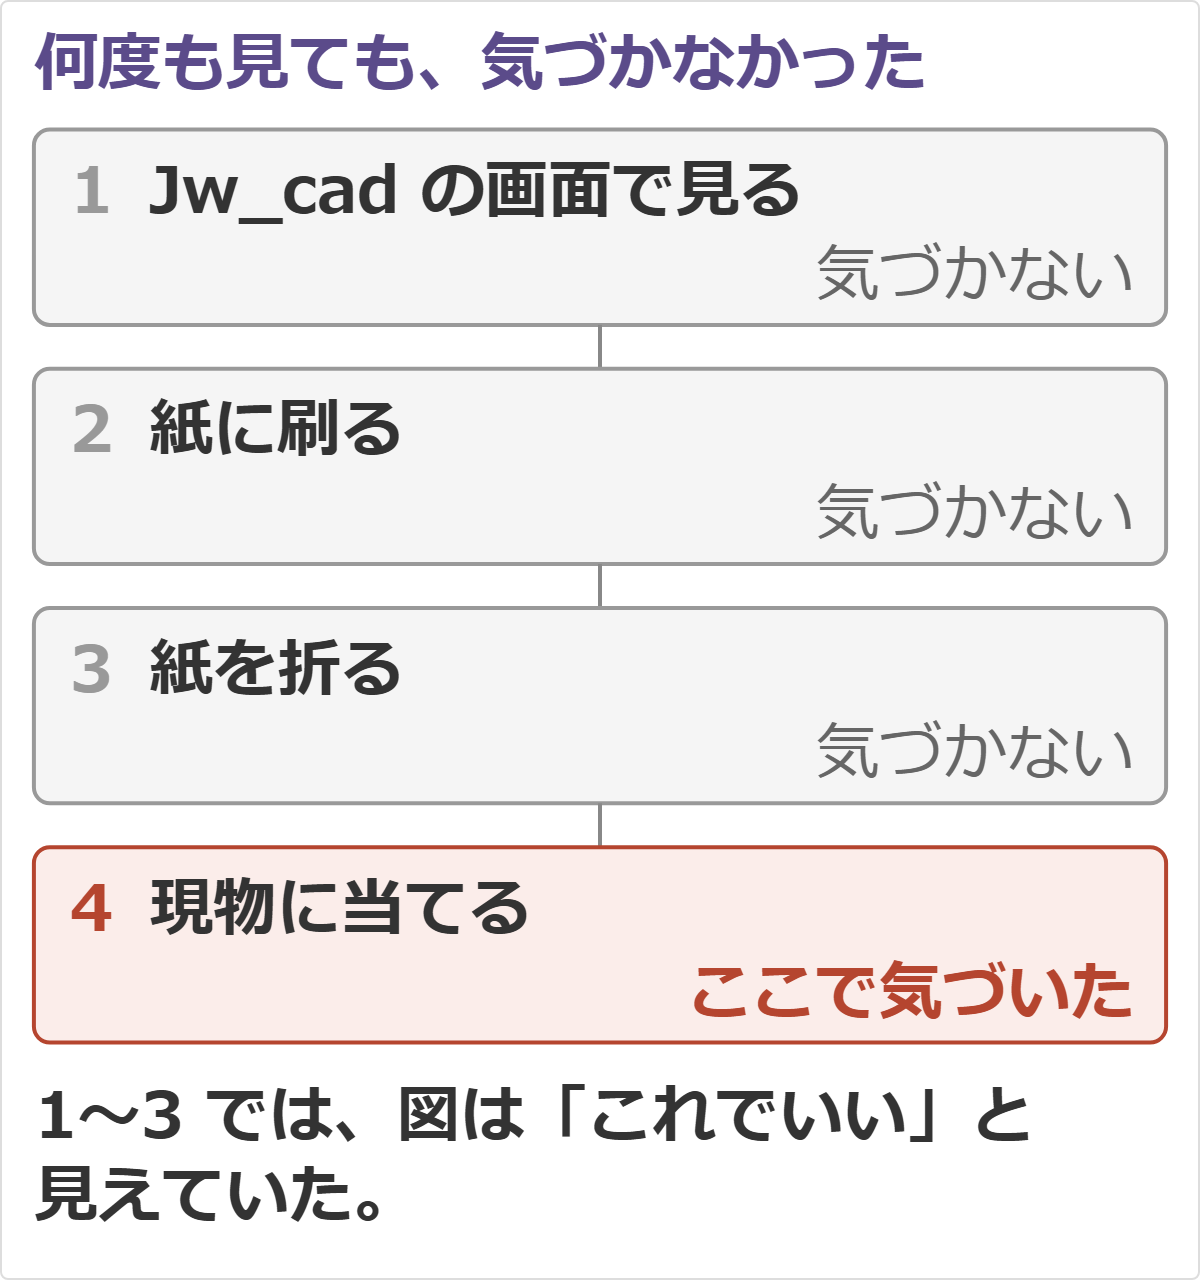 何度も見ても、気づかなかった
1 Jw_cad の画面で見る
気づかない
2 紙に刷る
気づかない
3 紙を折る
気づかない
4 現物に当てる
ここで気づいた
1〜3 では、図は「これでいい」と
見えていた。